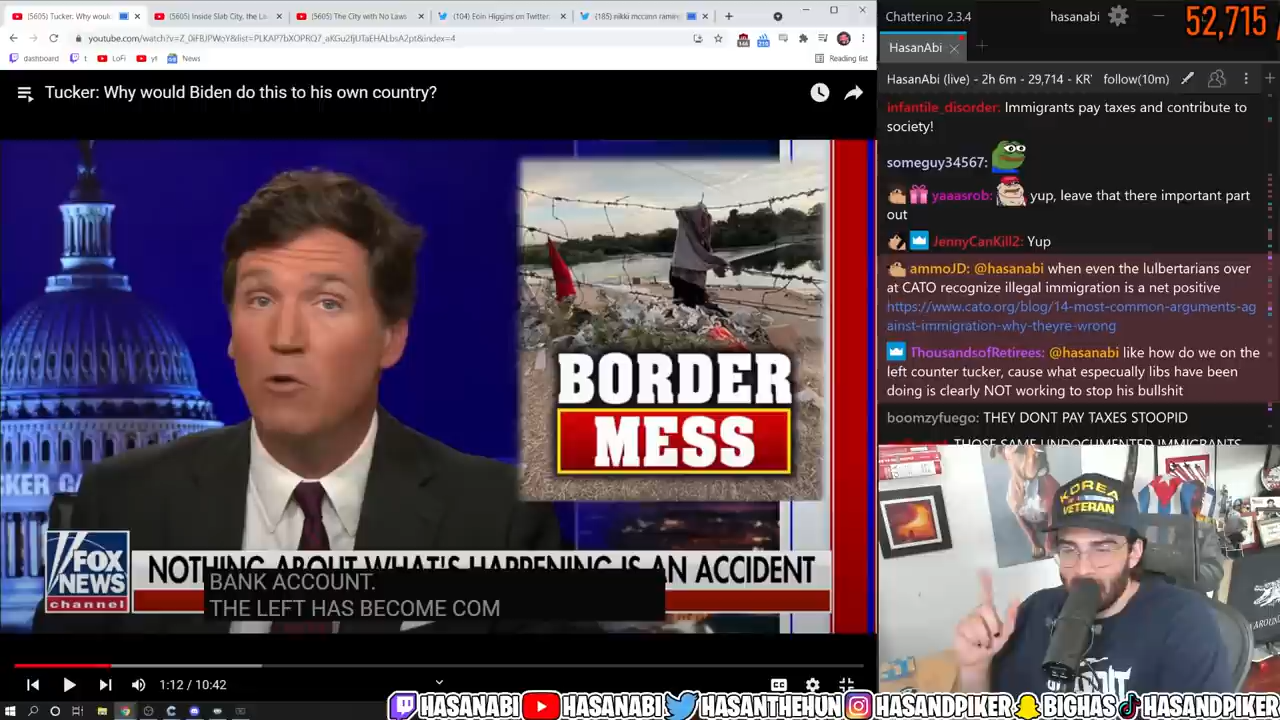 (5605) Tucker: Why woul
(5605) Inside Slab City, the La
(5605) The City with No Laws
(104) Eoin Higgins on Twitter:
(185) nikki mccann ramirez
Chatterino 2.3.4
hasanabi
52,715
HasanAbi
youtube.com/watch?v=Z_0iFBJPWoY&list=PLKAP7bXOPRQ7_aKGu2fjUTaEHALbsA2pt&index=4
dashboard
t
LoFi
y!
News
Reading list
HasanAbi (live) - 2h 6m - 29,714 - KR'
follow(10m)
Tucker: Why would Biden do this to his own country?
infantile_disorder: Immigrants pay taxes and contribute to
society!
someguy34567:
yaaasrob: yup, leave that there important part
out
JennyCanKill2: Yup
ammoJD: @hasanabi when even the lulbertarians over
at CATO recognize illegal immigration is a net positive
https://www.cato.org/blog/14-most-common-arguments-ag
ainst-immigration-why-theyre-wrong
ThousandsofRetirees: @hasanabi like how do we on the
left counter tucker, cause what especually libs have been
doing is clearly NOT working to stop his bullshit
boomzyfuego: THEY DONT PAY TAXES STOOPID
THOSE SAME UNDOCUMENTED IMMIGRANTS
BORDER
MESS
KOREA
VETERAN
FOX
NEWS
channel
NOTHING ABOUT WHAT'S HAPPENING IS AN ACCIDENT
BANK ACCOUNT.
THE LEFT HAS BECOME COM
1:12 / 10:42
CC
HASANABI
HASANABI
HASANTHEHUN
HASANDPIKER
BIGHAS
HASANDPIKER